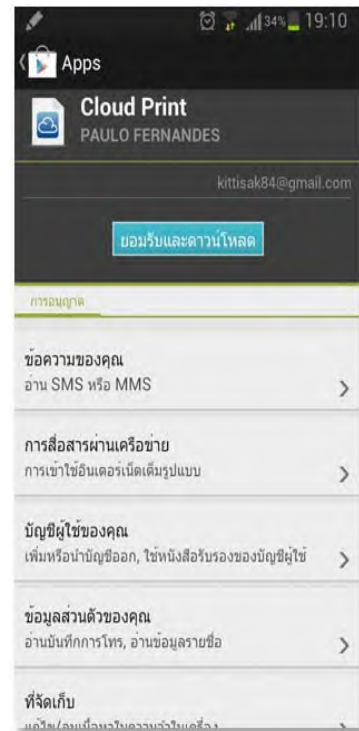 34% 19:10
Apps
Cloud Print
PAULO FERNANDES
kittisak84@gmail.com
ยอมรับและดาวน์โหลด
การอนุญาต
ข้อความของคุณ
อ่าน SMS หรือ MMS
การสื่อสารผ่านเครือข่าย
การเข้าใช้อินเตอร์เน็ตเต็มรูปแบบ
บัญชีผู้ใช้ของคุณ
เพิ่มหรือนำบัญชีออก, ใช้หนังสือรับรองของบัญชีผู้ใช้
ข้อมูลส่วนตัวของคุณ
อ่านบันทึกการโทร, อ่านข้อมูลรายชื่อ
ที่จัดเก็บ